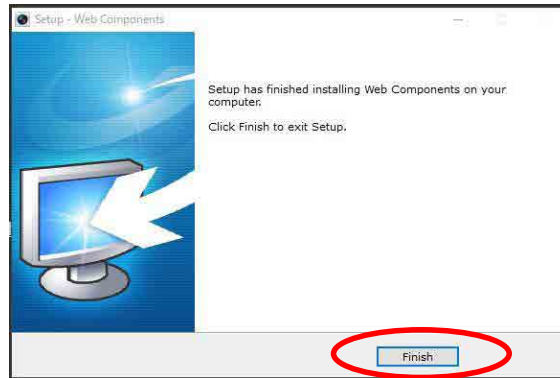 Setup - Web Components
Setup has finished installing Web Components on your
computer.
Click Finish to exit Setup.
Finish